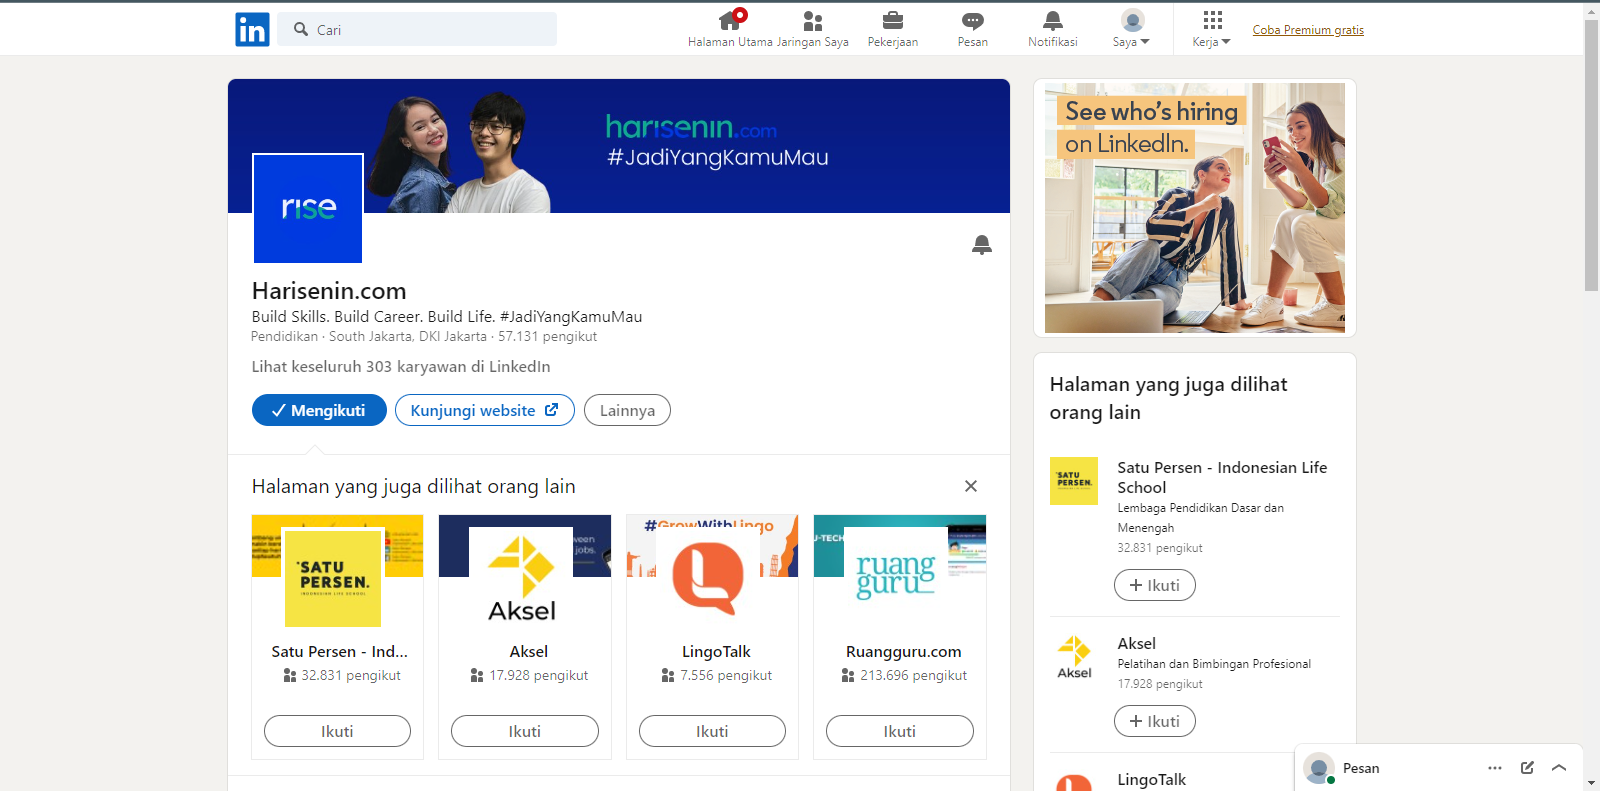 in
Cari
Halaman Utama
Jaringan Saya
Pekerjaan
Pesan
Notifikasi
Saya
Kerja
Coba Premium gratis
harisenin.com
#JadiYangKamuMau
rise
Harisenin.com
Build Skills. Build Career. Build Life. #JadiYangKamuMau
Pendidikan · South Jakarta, DKI Jakarta · 57.131 pengikut
Lihat keseluruh 303 karyawan di LinkedIn
Mengikuti
Kunjungi website
Lainnya
Halaman yang juga dilihat orang lain
SATU
PERSEN.
INDONESIAN LIFE SCHOOL
Satu Persen - Ind...
32.831 pengikut
Ikuti
ween
jobs.
Aksel
Aksel
17.928 pengikut
Ikuti
#GrowWithLingo
LingoTalk
7.556 pengikut
Ikuti
U-TECH
ruang
guru
Ruangguru.com
213.696 pengikut
Ikuti
See who's hiring
on LinkedIn.
Halaman yang juga dilihat
orang lain
SATU
PERSEN.
Satu Persen - Indonesian Life
School
Lembaga Pendidikan Dasar dan
Menengah
32.831 pengikut
+ Ikuti
Aksel
Aksel
Pelatihan dan Bimbingan Profesional
17.928 pengikut
+ Ikuti
LingoTalk
Pesan